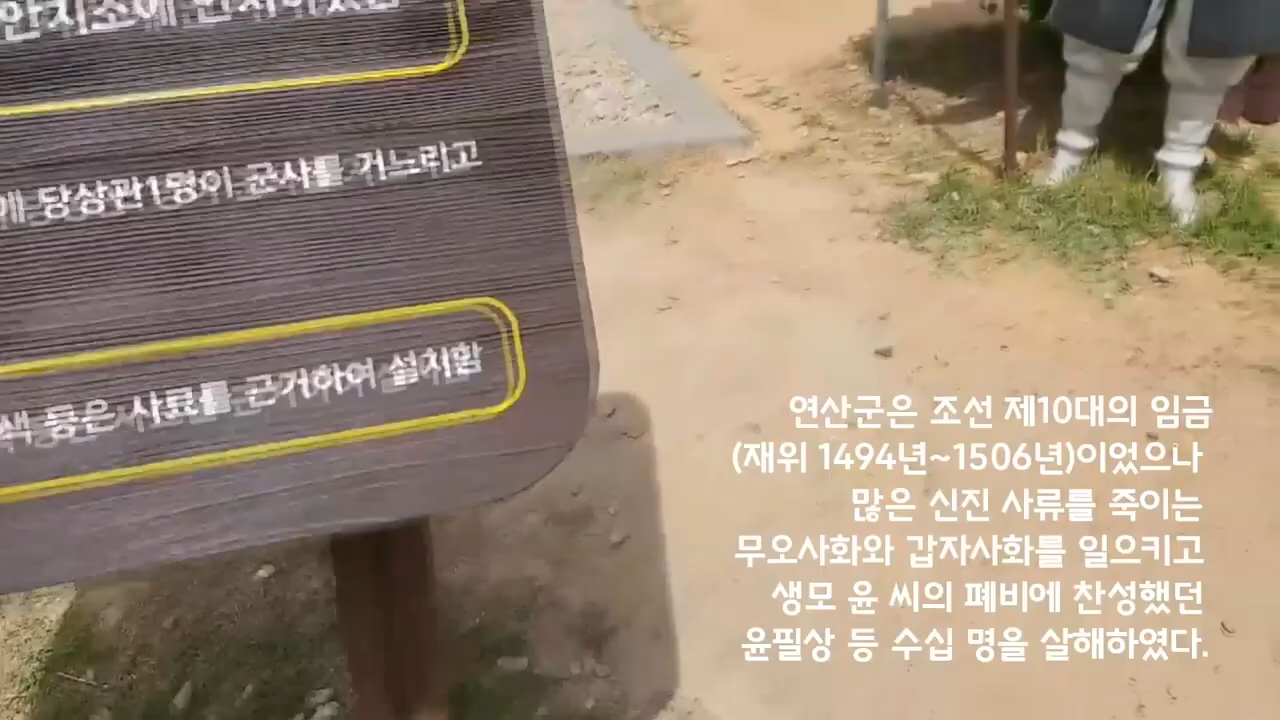 안치소에 안치하였음
에 당상관1명이 군사를 거느리고
색 등은 사료를 근거하여 설치함
연산군은 조선 제10대의 임금
(재위 1494년~1506년)이었으나
많은 신진 사류를 죽이는
무오사화와 갑자사화를 일으키고
생모 윤 씨의 폐비에 찬성했던
윤필상 등 수십 명을 살해하였다.